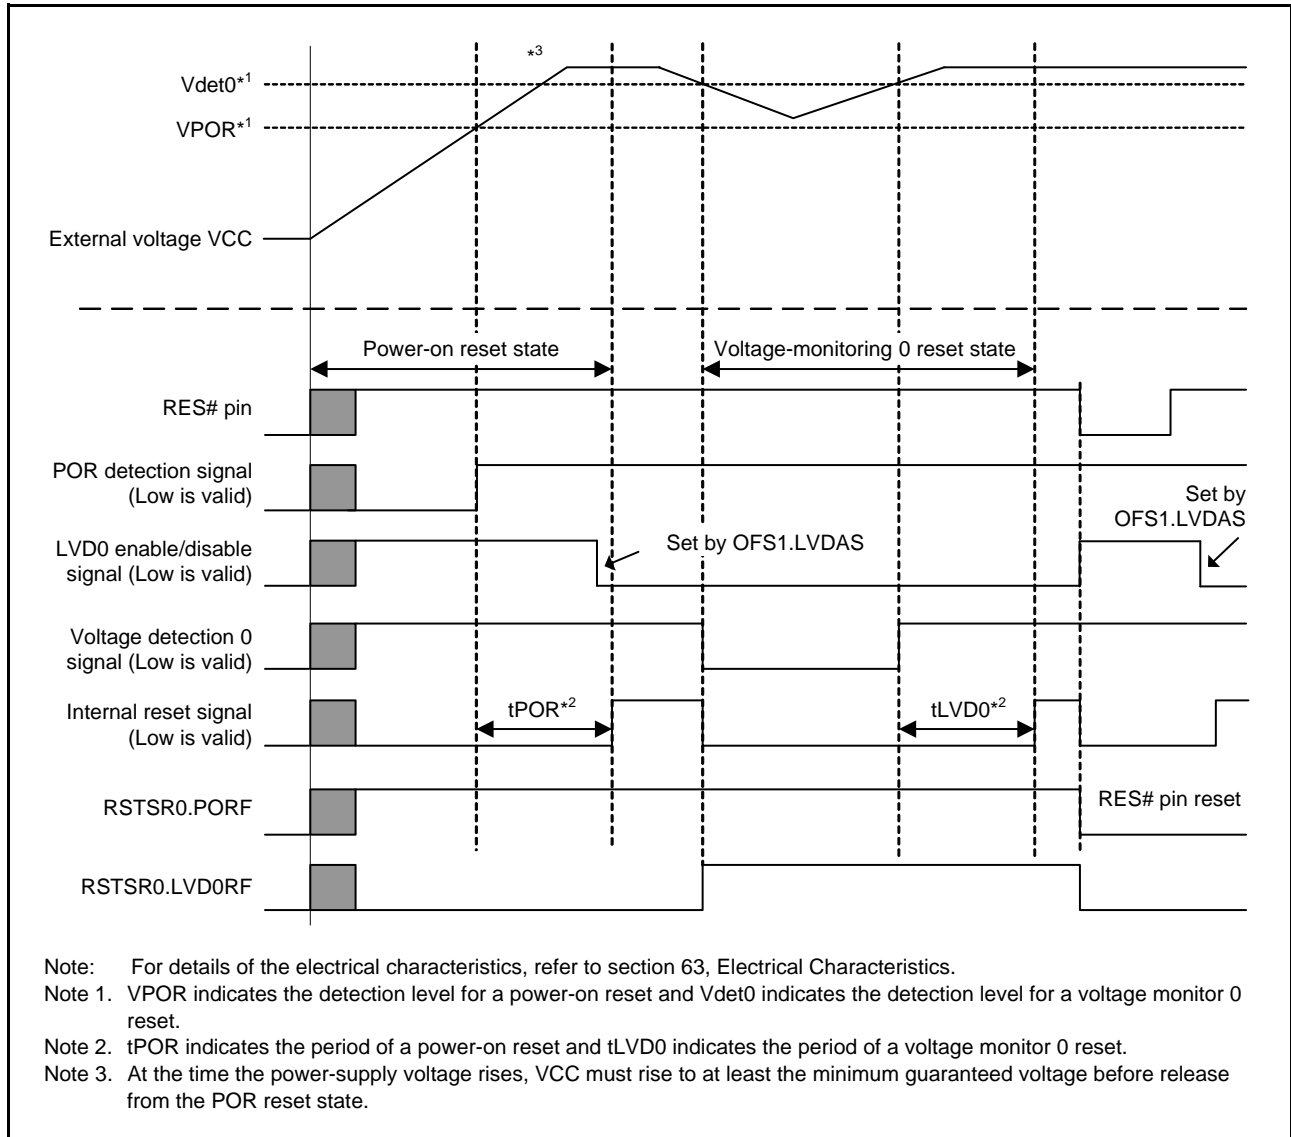 *3
Vdet0*1
VPOR*1
External voltage VCC
Power-on reset state
Voltage-monitoring 0 reset state
RES# pin
POR detection signal
(Low is valid)
Set by
OFS1.LVDAS
LVD0 enable/disable
signal (Low is valid)
Set by OFS1.LVDAS
Voltage detection 0
signal (Low is valid)
Internal reset signal
(Low is valid)
tPOR*2
tLVD0*2
RSTSR0.PORF
RES# pin reset
RSTSR0.LVD0RF
Note: For details of the electrical characteristics, refer to section 63, Electrical Characteristics.
Note 1. VPOR indicates the detection level for a power-on reset and Vdet0 indicates the detection level for a voltage monitor 0
reset.
Note 2. tPOR indicates the period of a power-on reset and tLVD0 indicates the period of a voltage monitor 0 reset.
Note 3. At the time the power-supply voltage rises, VCC must rise to at least the minimum guaranteed voltage before release
from the POR reset state.